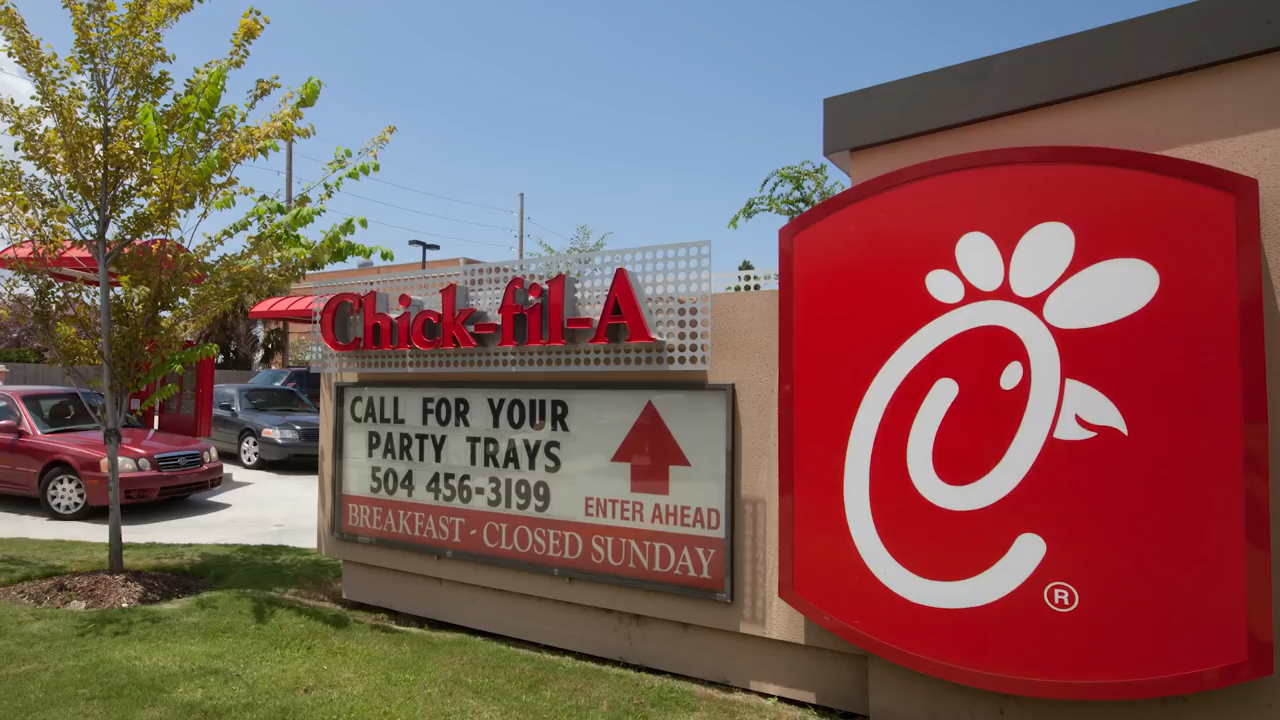 Chick-fil-A
CALL FOR YOUR
PARTY TRAYS
504 456-3199
ENTER AHEAD
BREAKFAST - CLOSED SUNDAY
C
®